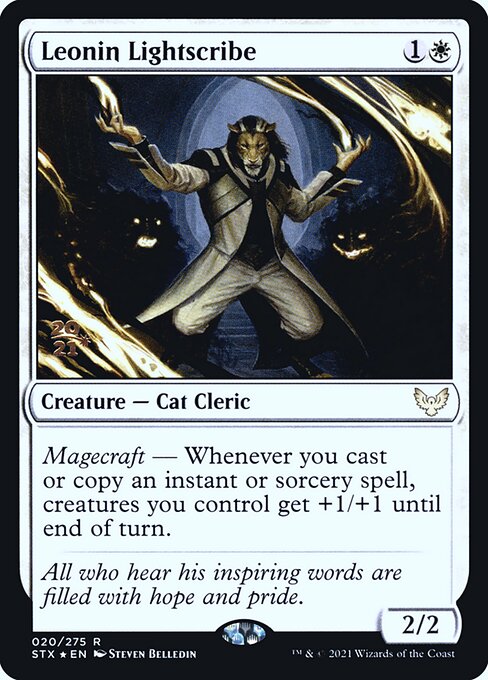 Leonin Lightscribe 1
20
21
Creature — Cat Cleric
Magecraft — Whenever you cast
or copy an instant or sorcery spell,
creatures you control get +1/+1 until
end of turn.
All who hear his inspiring words are
filled with hope and pride.
2/2
020/275 R
STX ★ EN Steven Belledin
™ & © 2021 Wizards of the Coast